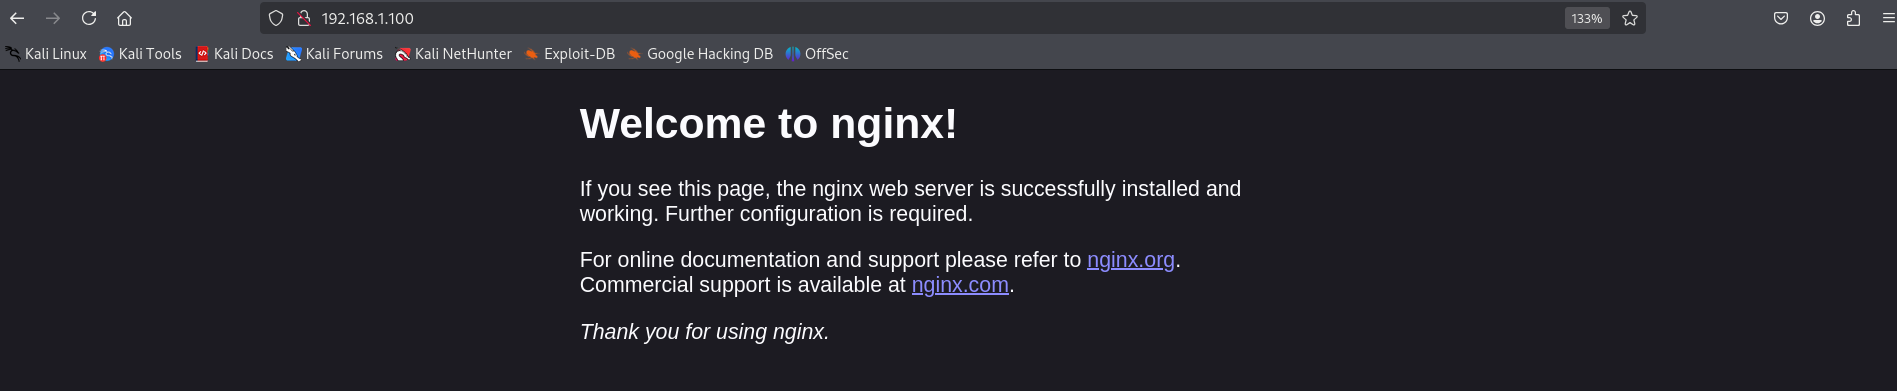 192.168.1.100
133%
Kali Linux Kali Tools Kali Docs Kali Forums Kali NetHunter Exploit-DB Google Hacking DB OffSec
Welcome to nginx!
If you see this page, the nginx web server is successfully installed and
working. Further configuration is required.
For online documentation and support please refer to nginx.org.
Commercial support is available at nginx.com.
Thank you for using nginx.